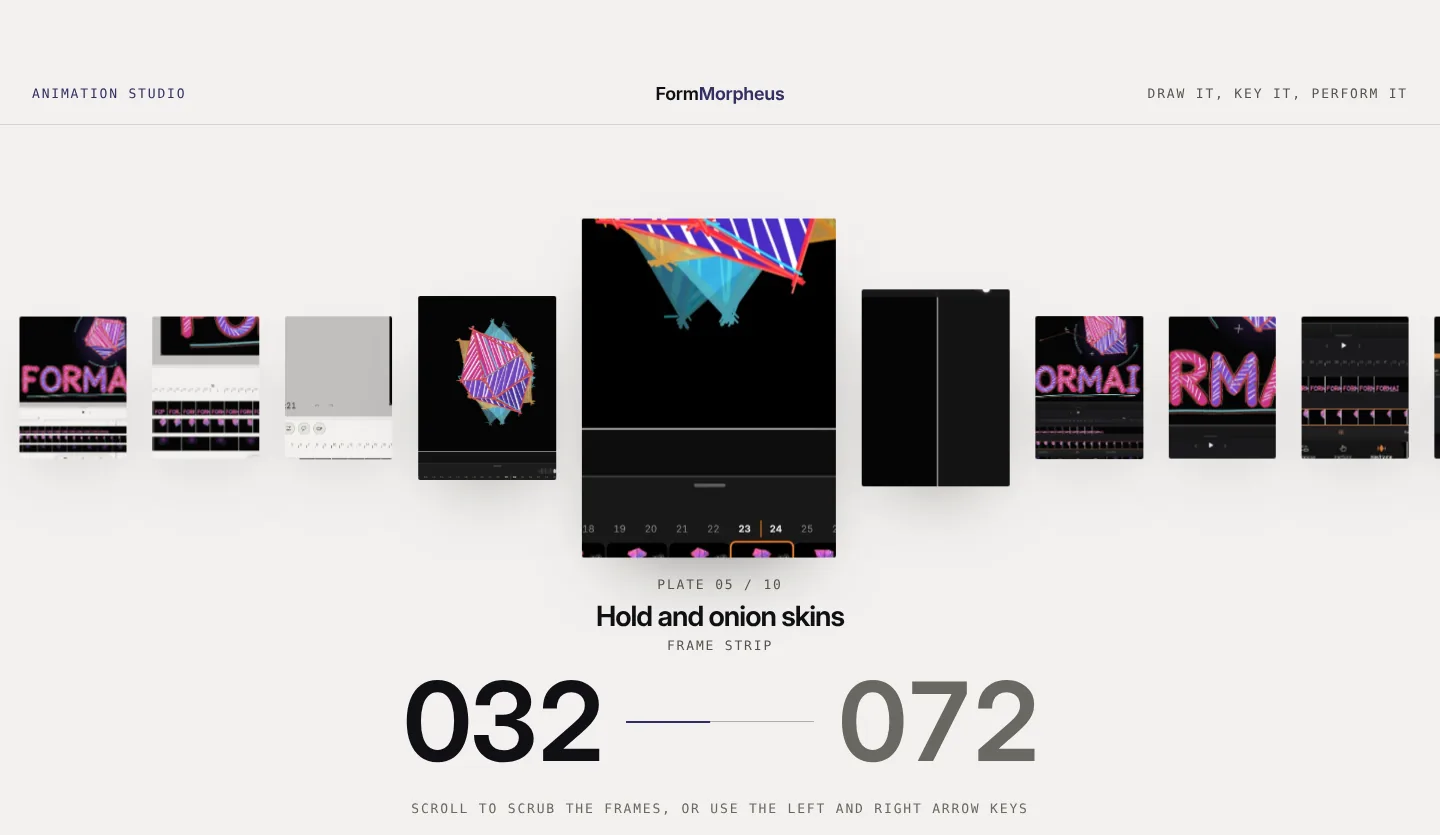 ANIMATION STUDIO
FormMorpheus
DRAW IT, KEY IT, PERFORM IT
FORMA
ORMAI
RMA
21
18 19 20 21 22 23 24 25
PLATE 05 / 10
Hold and onion skins
FRAME STRIP
032
072
SCROLL TO SCRUB THE FRAMES, OR USE THE LEFT AND RIGHT ARROW KEYS